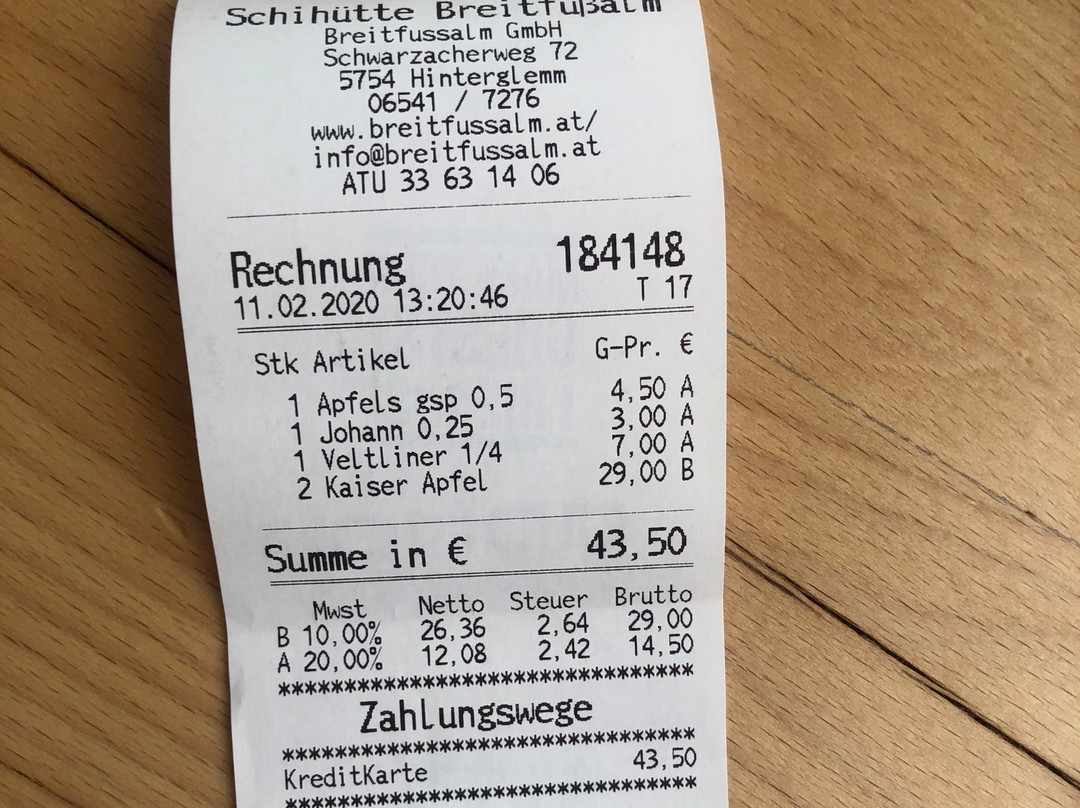 Schihütte Breitfußalm
Breitfussalm GmbH
Schwarzacherweg 72
5754 Hinterglemm
06541 / 7276
www.breitfussalm.at/
info@breitfussalm.at
ATU 33 63 14 06
Rechnung 184148
11.02.2020 13:20:46 T 17
Stk Artikel G-Pr. €
1 Apfels gsp 0,5 4,50 A
1 Johann 0,25 3,00 A
1 Veltliner 1/4 7,00 A
2 Kaiser Apfel 29,00 B
Summe in € 43,50
Mwst Netto Steuer Brutto
B 10,00% 26,36 2,64 29,00
A 20,00% 12,08 2,42 14,50
********************************
Zahlungswege
********************************
KreditKarte 43,50
********************************